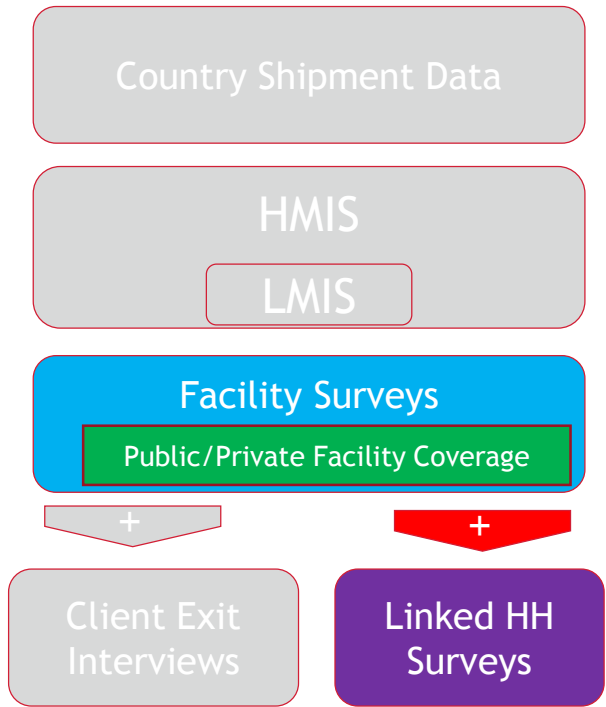 Country Shipment Data
HMIS
LMIS
Facility Surveys
Public/Private Facility Coverage
+
+
Client Exit
Interviews
Linked HH
Surveys